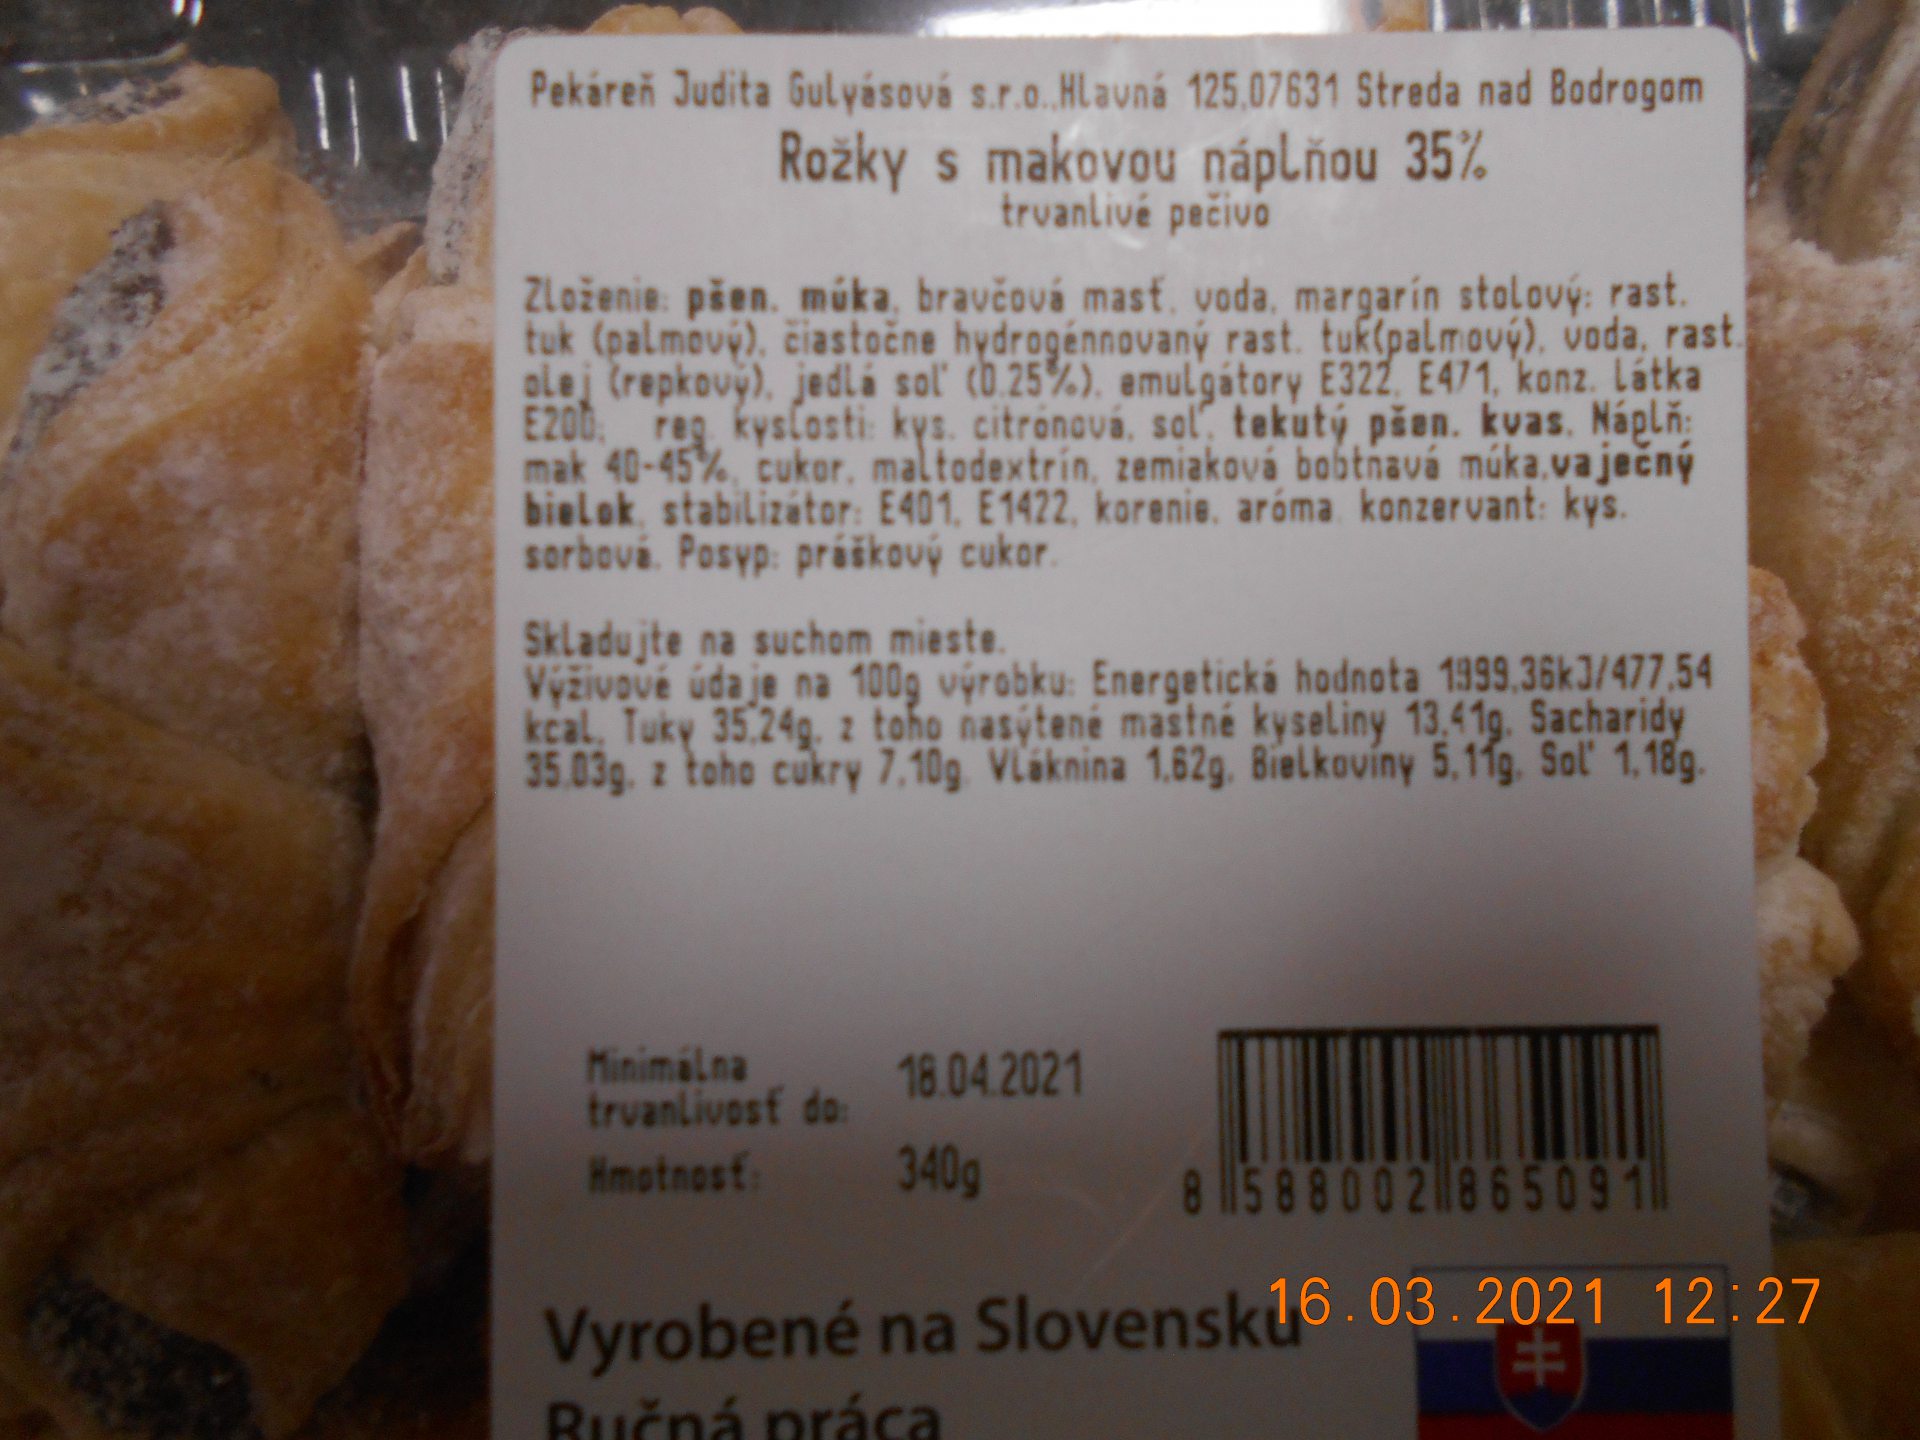 Pekáreň Judita Gulyásová s.r.o.,Hlavná 125,07631 Streda nad Bodrogom
Rožky s makovou náplňou 35%
trvanlivé pečivo
Zloženie: pšen. múka, bravčová masť, voda, margarín stolový: rast.
tuk (palmový), čiastočne hydrogénnovaný rast. tuk(palmový), voda, rast.
olej (repkový), jedlá soľ (0.25%), emulgátory E322, E471, konz. látka
E200; reg. kyslosti: kys. citrónová, soľ, tekutý pšen. kvas. Náplň:
mak 40-45%, cukor, maltodextrín, zemiaková bobtnavá múka,vaječný
bielok, stabilizátor: E401, E1422, korenie, aróma, konzervant: kys.
sorbová. Posyp: práškový cukor.
Skladujte na suchom mieste.
Výživové údaje na 100g výrobku: Energetická hodnota 1999,36kJ/477,54
kcal, Tuky 35,24g, z toho nasýtené mastné kyseliny 13,41g, Sacharidy
35,03g, z toho cukry 7,10g, Vláknina 1,62g, Bielkoviny 5,11g, Soľ 1,18g.
Minimálna
trvanlivosť do: 18.04.2021
Hmotnosť: 340g
8 588002 865091
Vyrobené na Slovensku
16.03.2021 12:27
Ručná práca